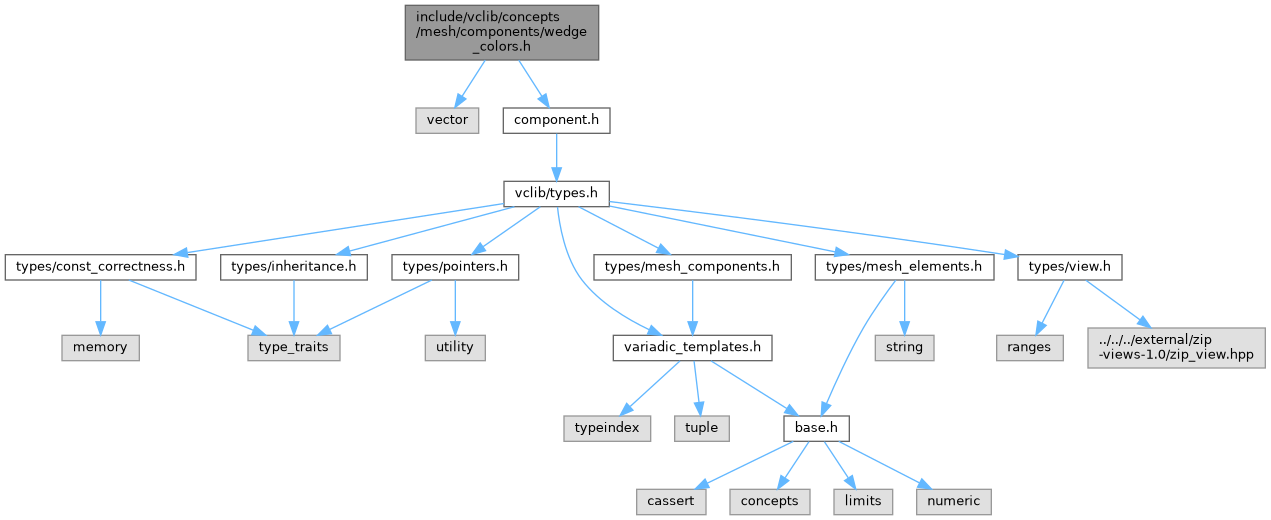 include/vclib/concepts
/mesh/components/wedge
_colors.h
vector
component.h
vclib/types.h
types/const_correctness.h
types/inheritance.h
types/pointers.h
types/mesh_components.h
types/mesh_elements.h
types/view.h
memory
type_traits
utility
variadic_templates.h
string
ranges
../../../external/zip
-views-1.0/zip_view.hpp
typeindex
tuple
base.h
cassert
concepts
limits
numeric